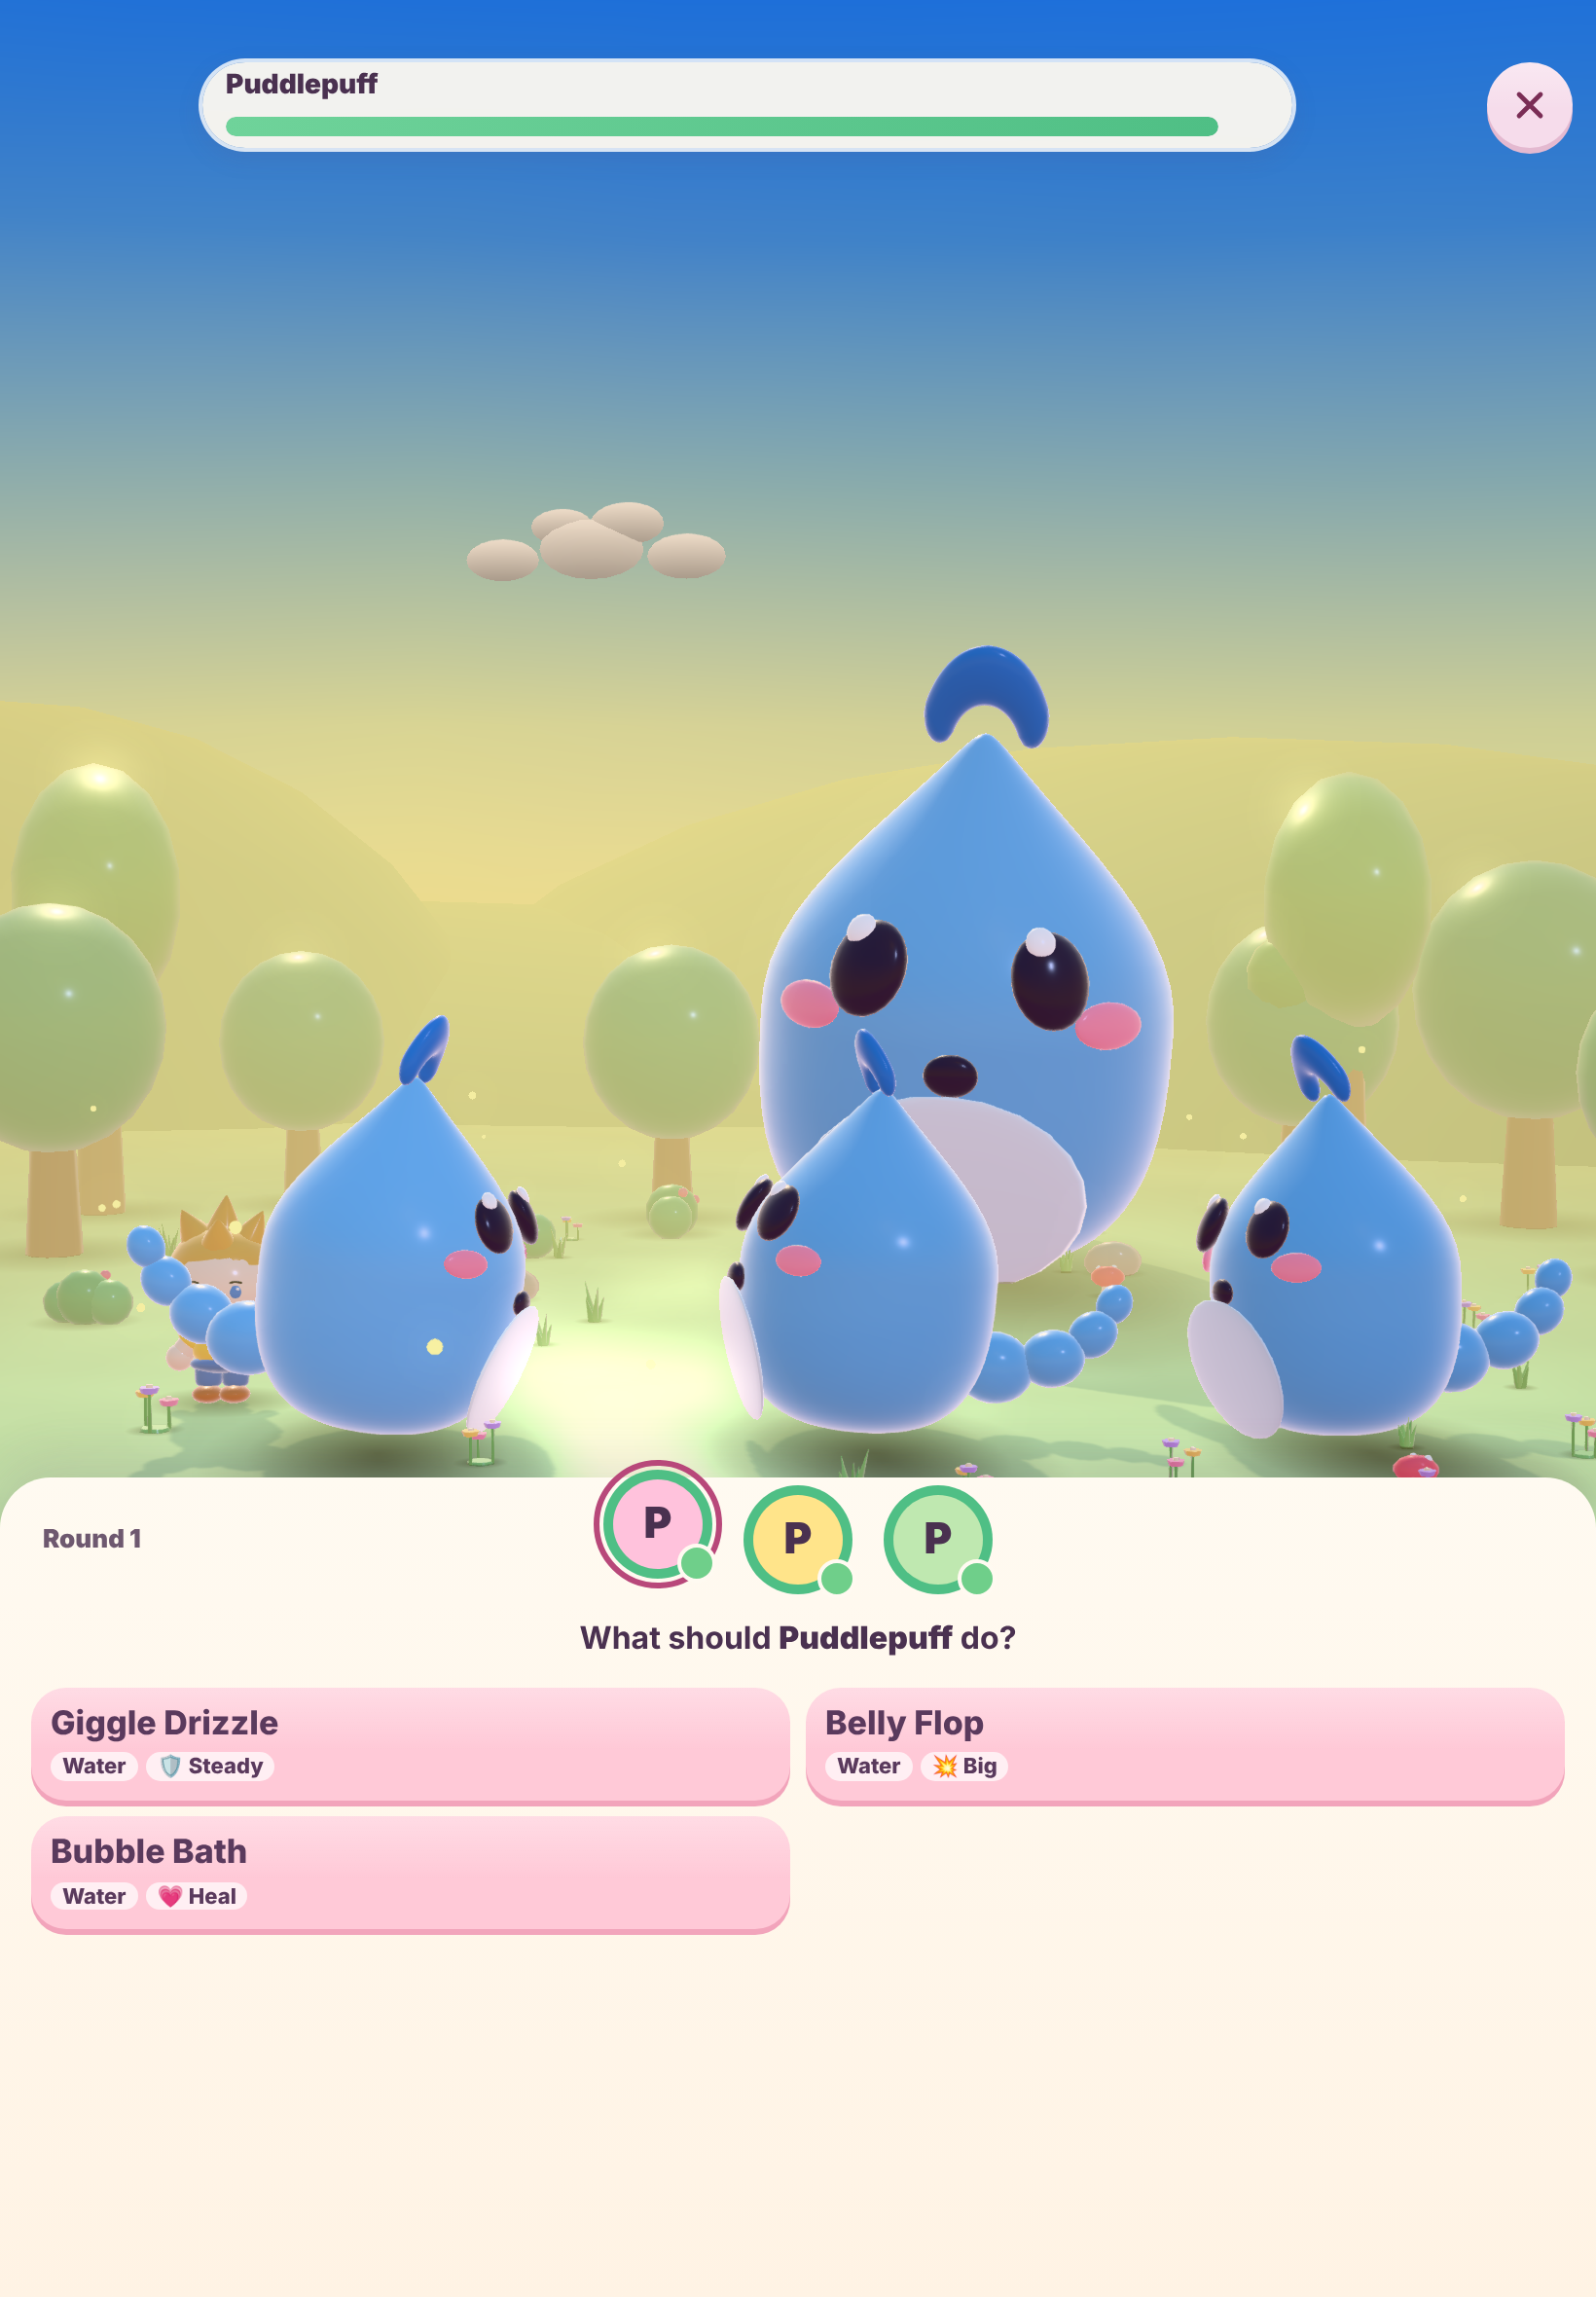 Puddlepuff
Round 1
P P P
What should Puddlepuff do?
Giggle Drizzle
Water 🛡️ Steady
Belly Flop
Water 💥 Big
Bubble Bath
Water 💗 Heal